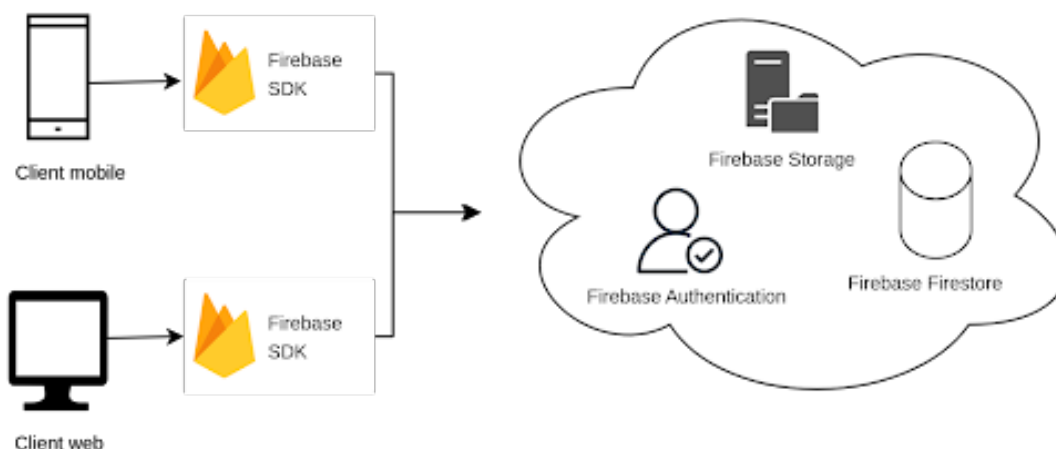 Firebase
SDK
Client mobile
Firebase Storage
Firebase Authentication
Firebase Firestore
Firebase
SDK
Client web